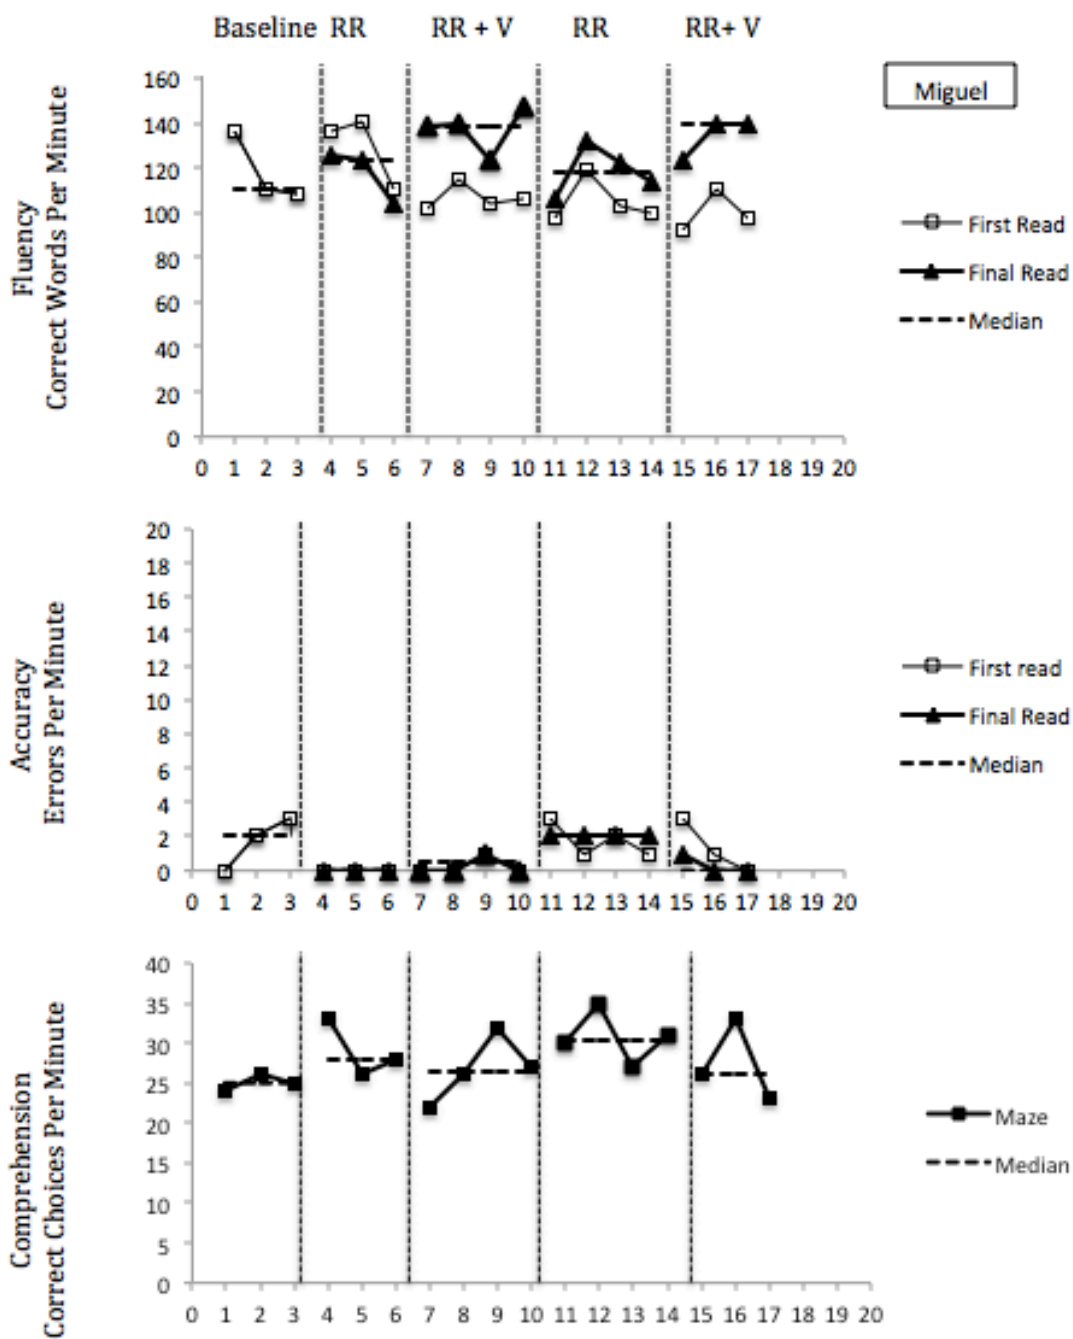 Baseline RR RR + V RR RR+ V
Miguel
Fluency
Correct Words Per Minute
160
140
120
100
80
60
40
20
0
0 1 2 3 4 5 6 7 8 9 10 11 12 13 14 15 16 17 18 19 20
First Read
Final Read
Median
Accuracy
Errors Per Minute
20
18
16
14
12
10
8
6
4
2
0
0 1 2 3 4 5 6 7 8 9 10 11 12 13 14 15 16 17 18 19 20
First read
Final Read
Median
Comprehension
Correct Choices Per Minute
40
35
30
25
20
15
10
5
0
0 1 2 3 4 5 6 7 8 9 10 11 12 13 14 15 16 17 18 19 20
Maze
Median